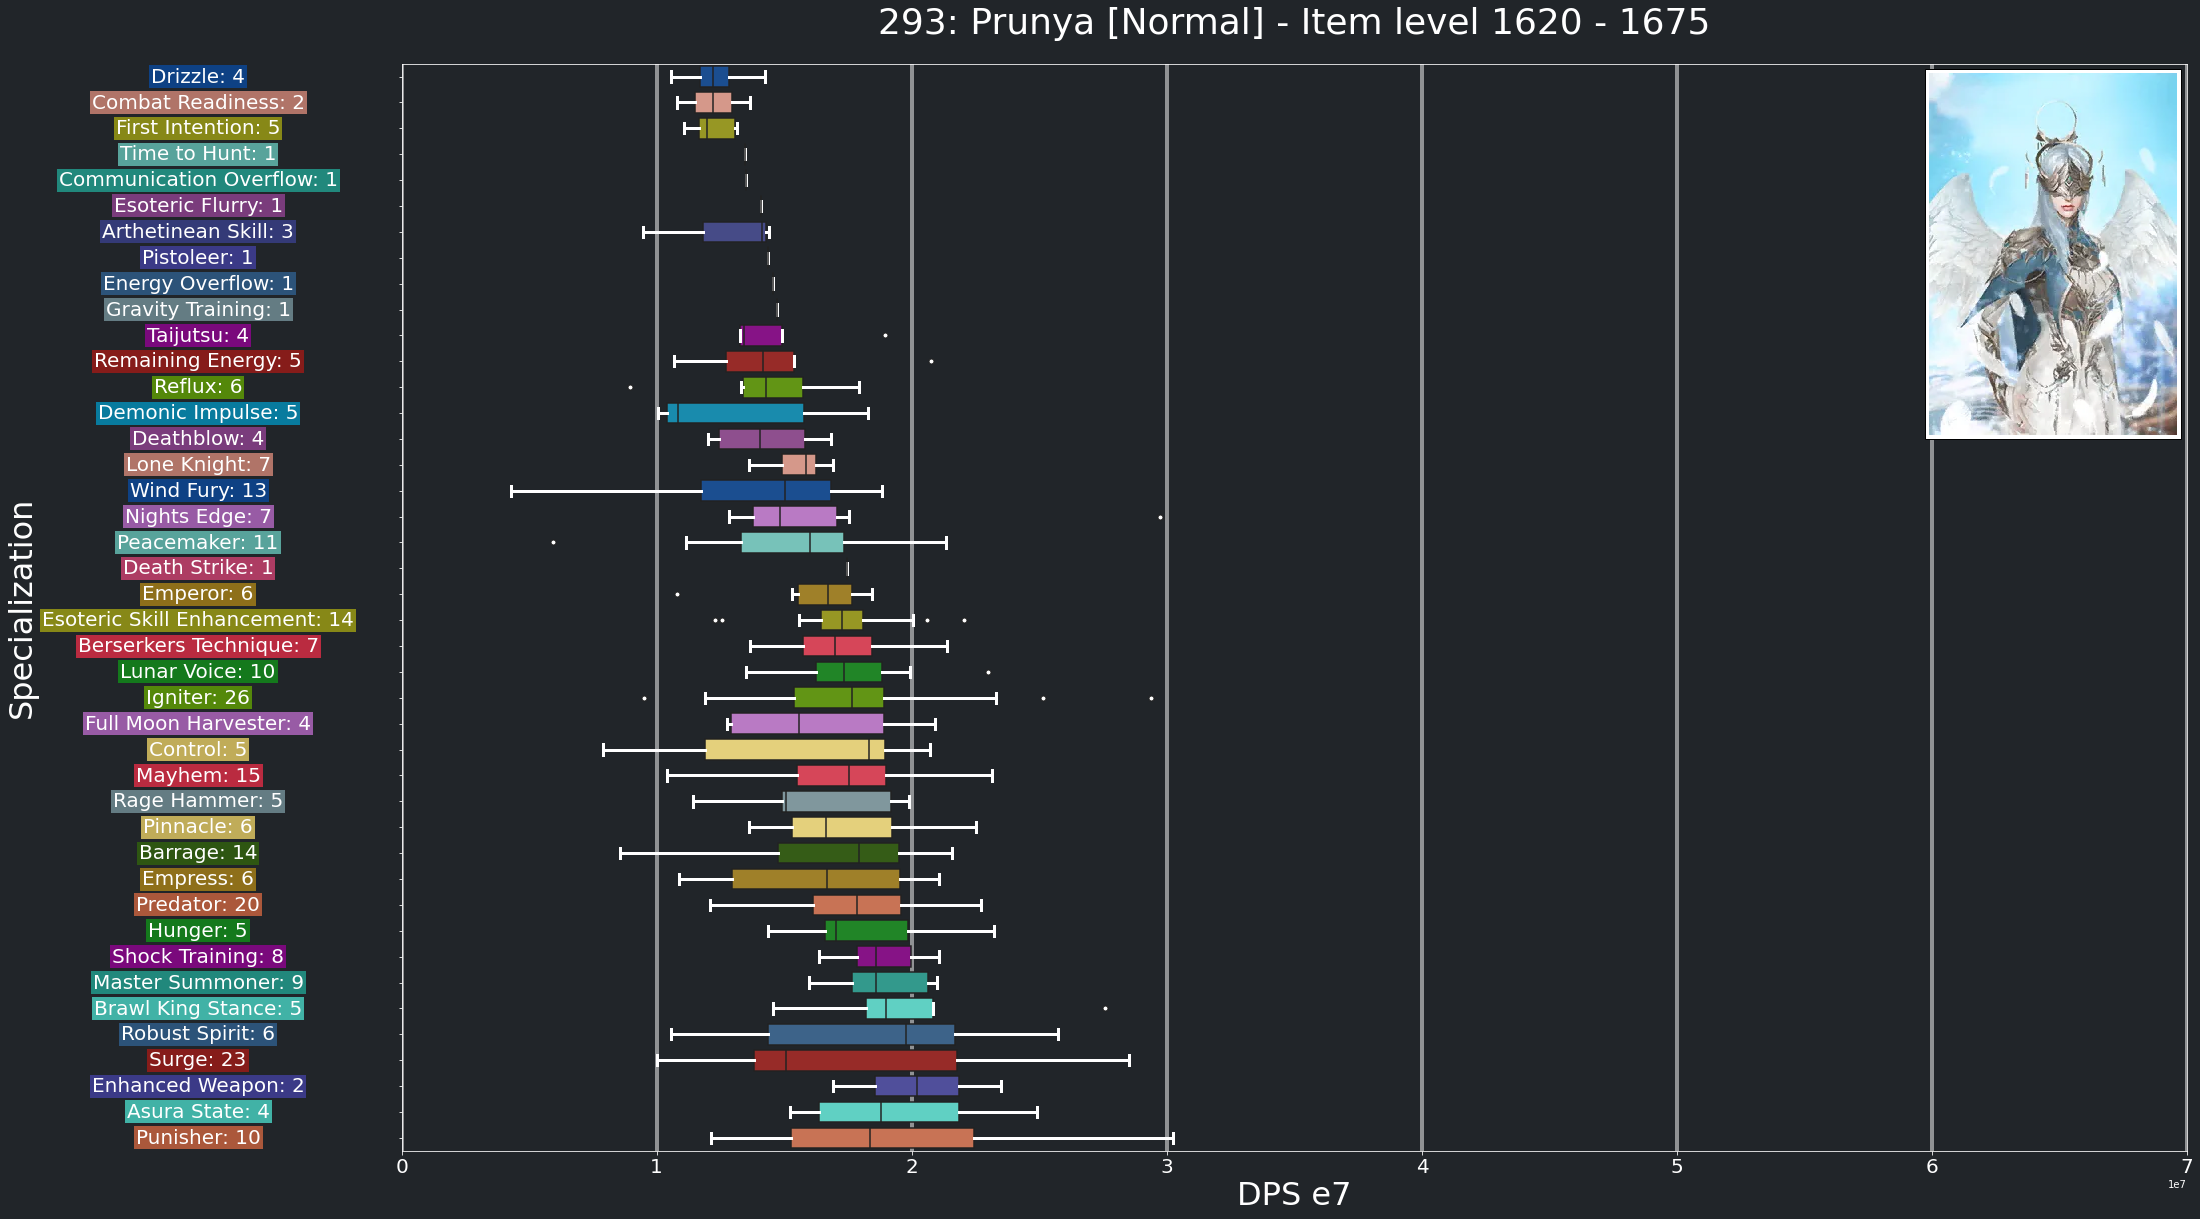 293: Prunya [Normal] - Item level 1620 - 1675
Specialization
Drizzle: 4
Combat Readiness: 2
First Intention: 5
Time to Hunt: 1
Communication Overflow: 1
Esoteric Flurry: 1
Arthetinean Skill: 3
Pistoleer: 1
Energy Overflow: 1
Gravity Training: 1
Taijutsu: 4
Remaining Energy: 5
Reflux: 6
Demonic Impulse: 5
Deathblow: 4
Lone Knight: 7
Wind Fury: 13
Nights Edge: 7
Peacemaker: 11
Death Strike: 1
Emperor: 6
Esoteric Skill Enhancement: 14
Berserkers Technique: 7
Lunar Voice: 10
Igniter: 26
Full Moon Harvester: 4
Control: 5
Mayhem: 15
Rage Hammer: 5
Pinnacle: 6
Barrage: 14
Empress: 6
Predator: 20
Hunger: 5
Shock Training: 8
Master Summoner: 9
Brawl King Stance: 5
Robust Spirit: 6
Surge: 23
Enhanced Weapon: 2
Asura State: 4
Punisher: 10
0 1 2 3 4 5 6 7
DPS e7
1e7